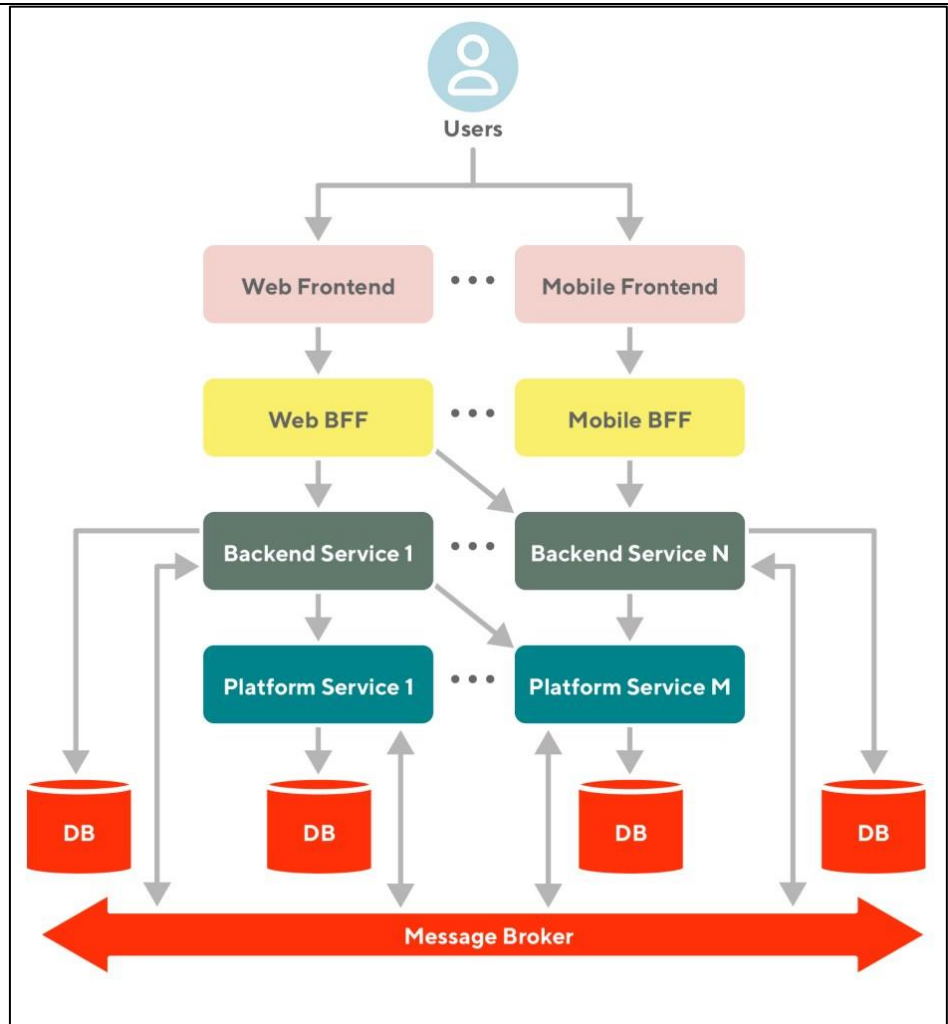 Users
Web Frontend
Mobile Frontend
Web BFF
Mobile BFF
Backend Service 1
Backend Service N
Platform Service 1
Platform Service M
DB
DB
DB
DB
Message Broker